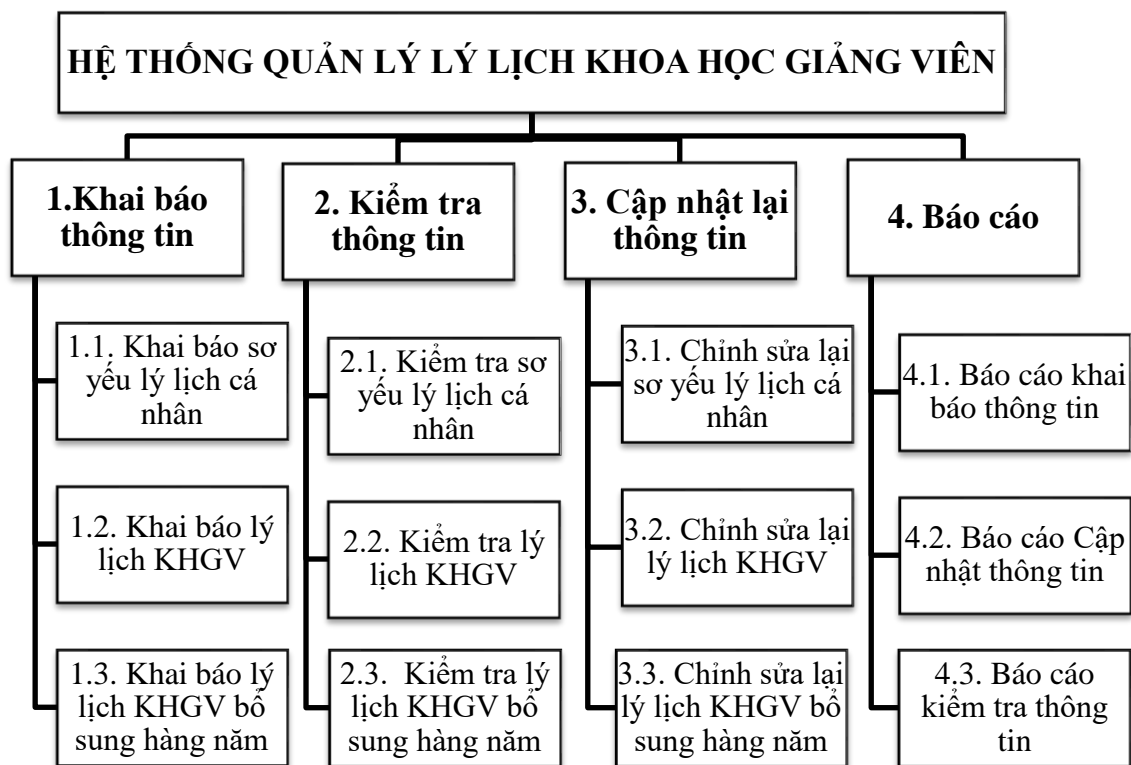 HỆ THỐNG QUẢN LÝ LÝ LỊCH KHOA HỌC GIẢNG VIÊN
1.Khai báo
thông tin
1.1. Khai báo sơ
yếu lý lịch cá
nhân
1.2. Khai báo lý
lịch KHGV
1.3. Khai báo lý
lịch KHGV bổ
sung hàng năm
2. Kiểm tra
thông tin
2.1. Kiểm tra sơ
yếu lý lịch cá
nhân
2.2. Kiểm tra lý
lịch KHGV
2.3. Kiểm tra lý
lịch KHGV bổ
sung hàng năm
3. Cập nhật lại
thông tin
3.1. Chỉnh sửa lại
sơ yếu lý lịch cá
nhân
3.2. Chỉnh sửa lại
lý lịch KHGV
3.3. Chỉnh sửa lại
lý lịch KHGV bổ
sung hàng năm
4. Báo cáo
4.1. Báo cáo khai
báo thông tin
4.2. Báo cáo Cập
nhật thông tin
4.3. Báo cáo
kiểm tra thông
tin